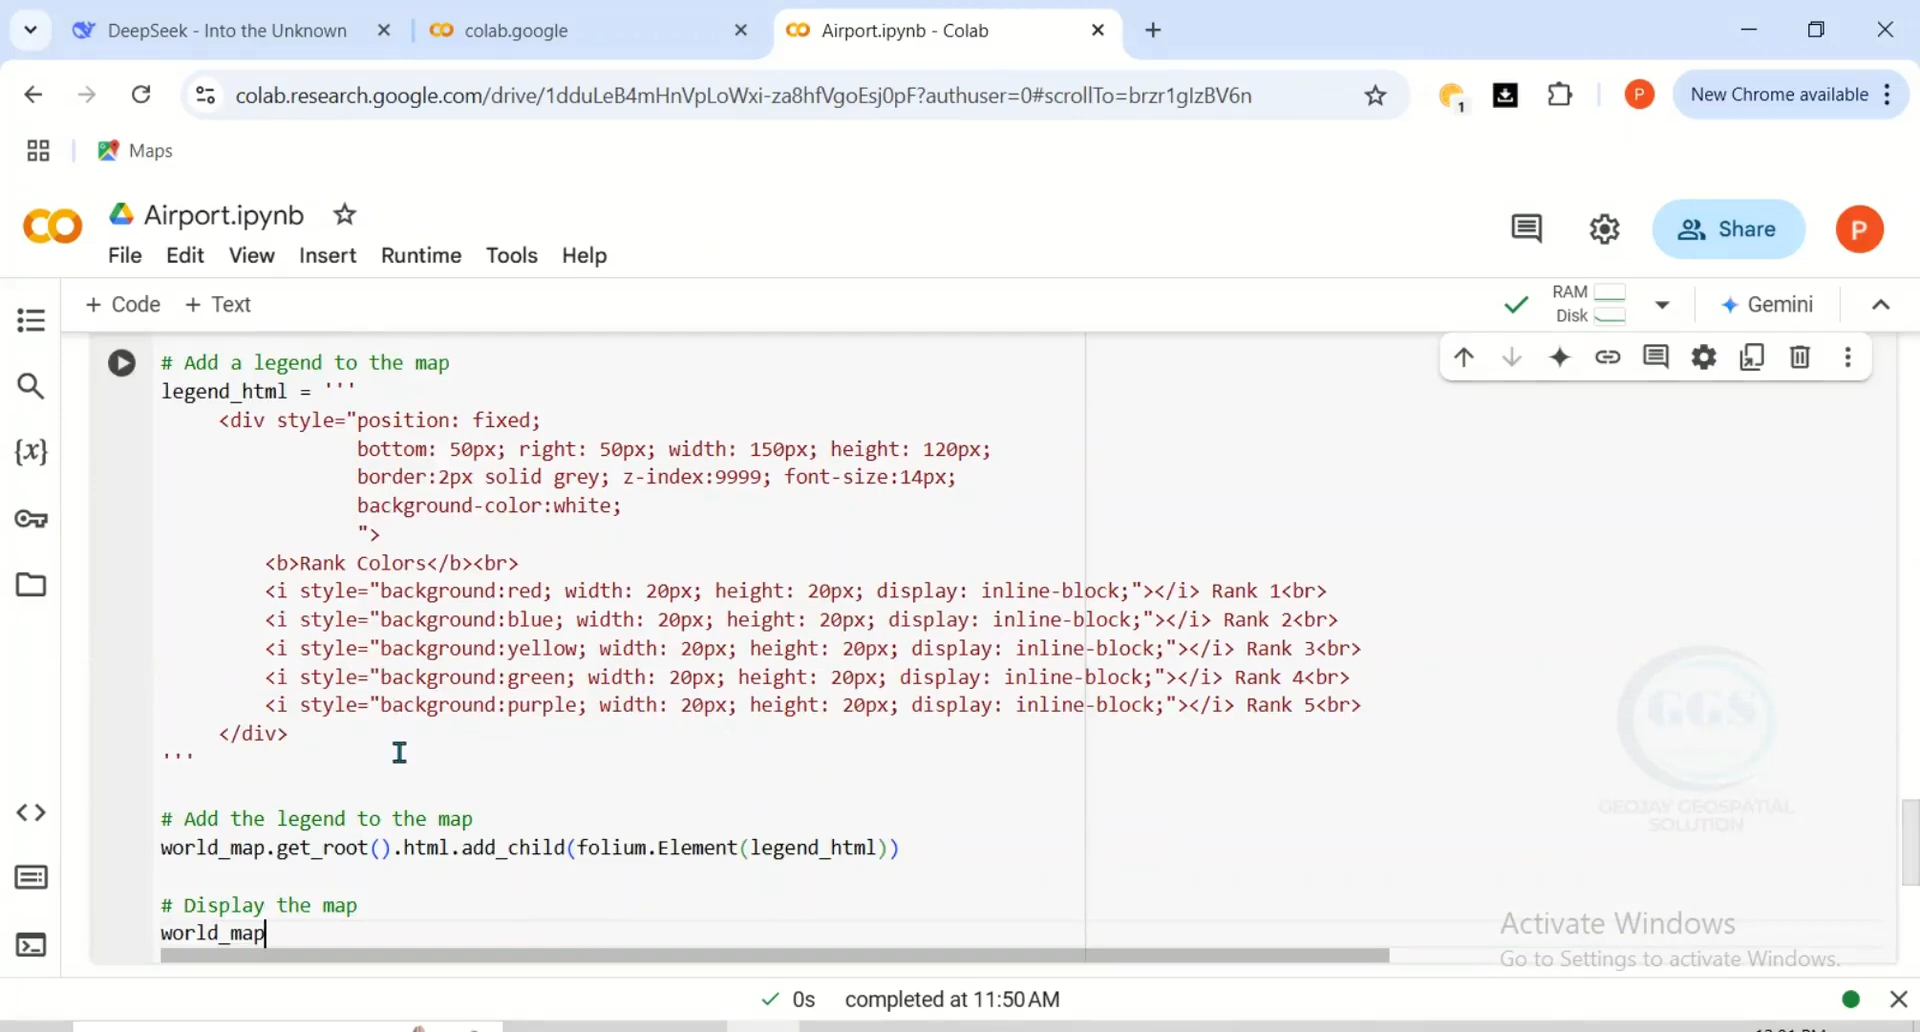 DeepSeek - Into the Unknown
colab.google
Airport.ipynb - Colab
colab.research.google.com/drive/1dduLeB4mHnVpLoWxi-za8hfVgoEsj0pF?authuser=0#scrollTo=brzr1gIzBV6n
1
P
New Chrome available
Maps
Airport.ipynb
Share
P
File Edit View Insert Runtime Tools Help
+ Code + Text
RAM
Disk
Gemini
# Add a legend to the map
legend_html = '''
<div style="position: fixed;
bottom: 50px; right: 50px; width: 150px; height: 120px;
border:2px solid grey; z-index:9999; font-size:14px;
background-color:white;
">
<b>Rank Colors</b><br>
<i style="background:red; width: 20px; height: 20px; display: inline-block;"></i> Rank 1<br>
<i style="background:blue; width: 20px; height: 20px; display: inline-block;"></i> Rank 2<br>
<i style="background:yellow; width: 20px; height: 20px; display: inline-block;"></i> Rank 3<br>
<i style="background:green; width: 20px; height: 20px; display: inline-block;"></i> Rank 4<br>
<i style="background:purple; width: 20px; height: 20px; display: inline-block;"></i> Rank 5<br>
</div>
'''
# Add the legend to the map
world_map.get_root().html.add_child(folium.Element(legend_html))
# Display the map
world_map
GGS
GEOJAY GEOSPATIAL
SOLUTION
Activate Windows
Go to Settings to activate Windows.
0s completed at 11:50 AM